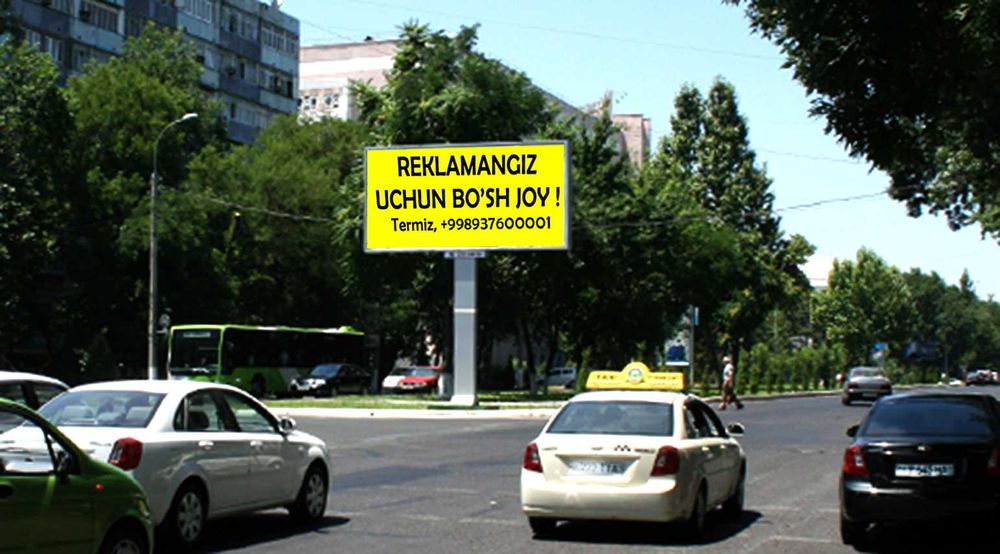 REKLAMANGIZ
UCHUN BO'SH JOY !
Termiz, +998937600001